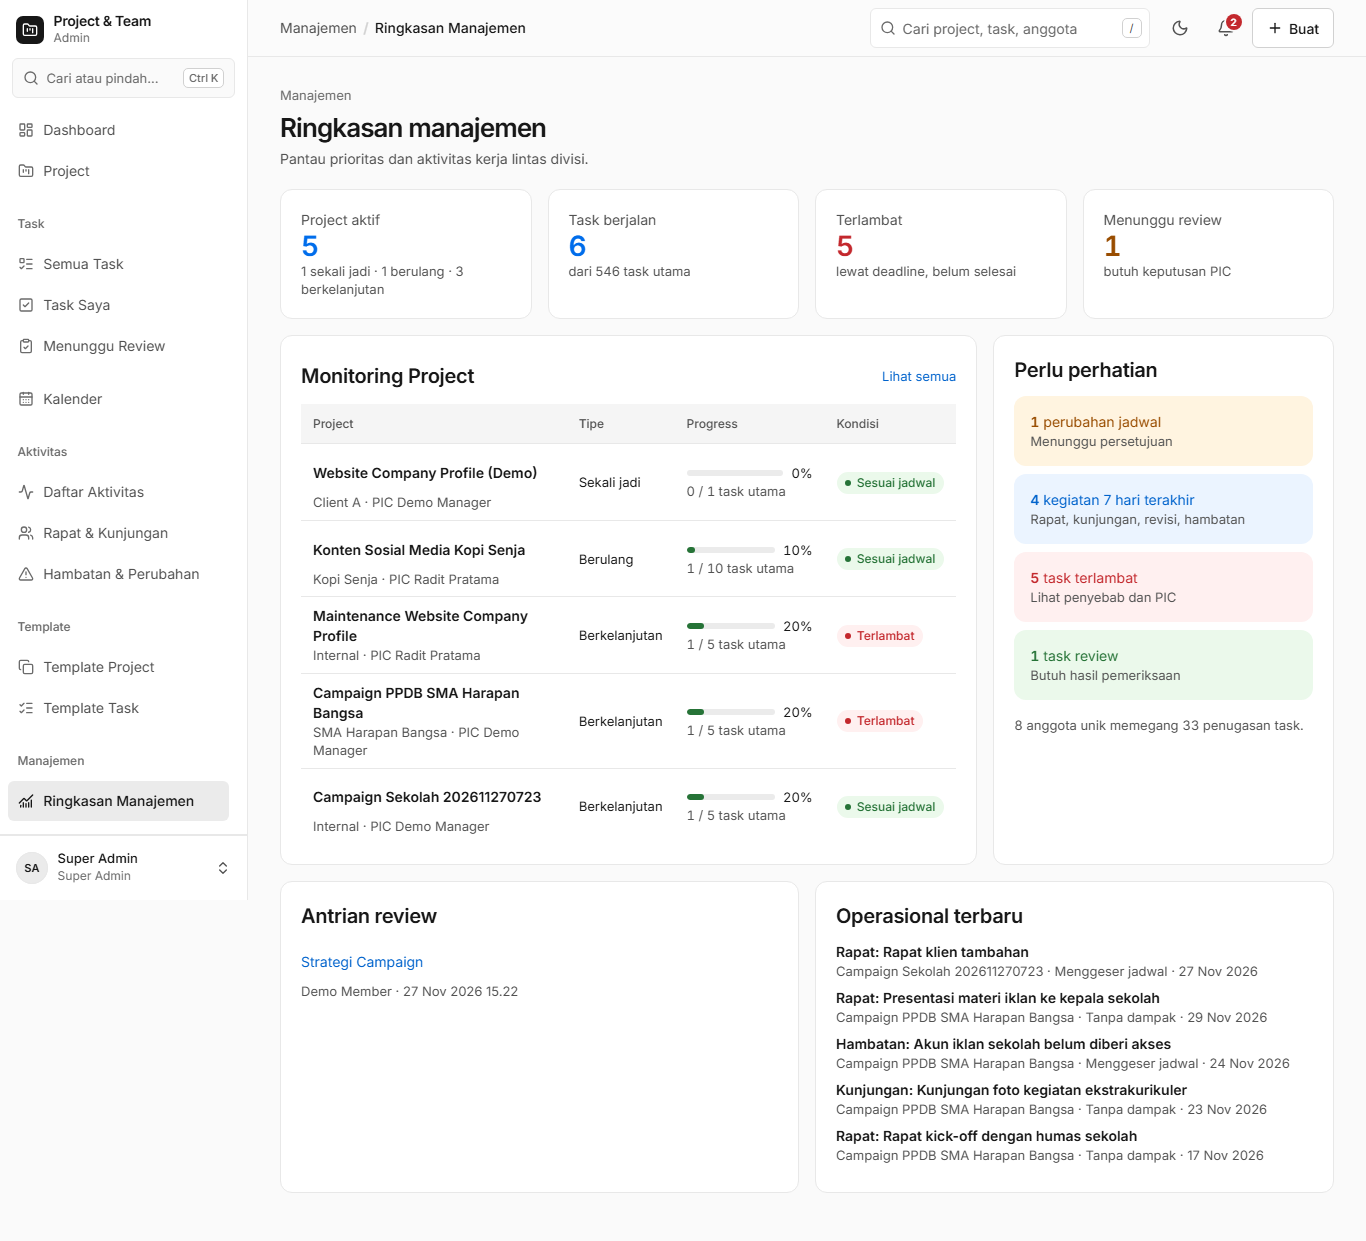 Project & Team
Admin
Cari atau pindah...
Ctrl K
Dashboard
Project
Task
Semua Task
Task Saya
Menunggu Review
Kalender
Aktivitas
Daftar Aktivitas
Rapat & Kunjungan
Hambatan & Perubahan
Template
Template Project
Template Task
Manajemen
Ringkasan Manajemen
SA
Super Admin
Super Admin
Manajemen / Ringkasan Manajemen
Cari project, task, anggota
/
2
Buat
Manajemen
Ringkasan manajemen
Pantau prioritas dan aktivitas kerja lintas divisi.
Project aktif
5
1 sekali jadi · 1 berulang · 3
berkelanjutan
Task berjalan
6
dari 546 task utama
Terlambat
5
lewat deadline, belum selesai
Menunggu review
1
butuh keputusan PIC
Monitoring Project
Lihat semua
Project Tipe Progress Kondisi
Website Company Profile (Demo)
Client A · PIC Demo Manager
Sekali jadi
0%
0 / 1 task utama
Sesuai jadwal
Konten Sosial Media Kopi Senja
Kopi Senja · PIC Radit Pratama
Berulang
10%
1 / 10 task utama
Sesuai jadwal
Maintenance Website Company
Profile
Internal · PIC Radit Pratama
Berkelanjutan
20%
1 / 5 task utama
Terlambat
Campaign PPDB SMA Harapan
Bangsa
SMA Harapan Bangsa · PIC Demo
Manager
Berkelanjutan
20%
1 / 5 task utama
Terlambat
Campaign Sekolah 202611270723
Internal · PIC Demo Manager
Berkelanjutan
20%
1 / 5 task utama
Sesuai jadwal
Perlu perhatian
1 perubahan jadwal
Menunggu persetujuan
4 kegiatan 7 hari terakhir
Rapat, kunjungan, revisi, hambatan
5 task terlambat
Lihat penyebab dan PIC
1 task review
Butuh hasil pemeriksaan
8 anggota unik memegang 33 penugasan task.
Antrian review
Strategi Campaign
Demo Member · 27 Nov 2026 15.22
Operasional terbaru
Rapat: Rapat klien tambahan
Campaign Sekolah 202611270723 · Menggeser jadwal · 27 Nov 2026
Rapat: Presentasi materi iklan ke kepala sekolah
Campaign PPDB SMA Harapan Bangsa · Tanpa dampak · 29 Nov 2026
Hambatan: Akun iklan sekolah belum diberi akses
Campaign PPDB SMA Harapan Bangsa · Menggeser jadwal · 24 Nov 2026
Kunjungan: Kunjungan foto kegiatan ekstrakurikuler
Campaign PPDB SMA Harapan Bangsa · Tanpa dampak · 23 Nov 2026
Rapat: Rapat kick-off dengan humas sekolah
Campaign PPDB SMA Harapan Bangsa · Tanpa dampak · 17 Nov 2026